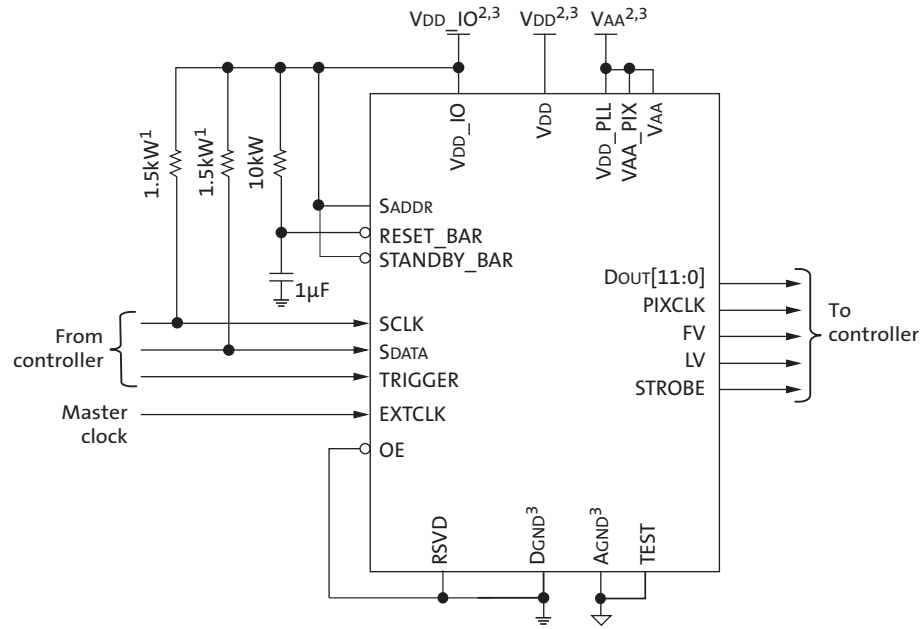 VDD_IO2,3
VDD2,3
VAA2,3
1.5kW1
1.5kW1
10kW
VDD_IO
VDD
VDD_PLL
VAA_PIX
VAA
SADDR
RESET_BAR
STANDBY_BAR
1µF
DOUT[11:0]
PIXCLK
FV
LV
STROBE
To
controller
From
controller
SCLK
SDATA
TRIGGER
Master
clock
EXTCLK
OE
RSVD
DGND3
AGND3
TEST